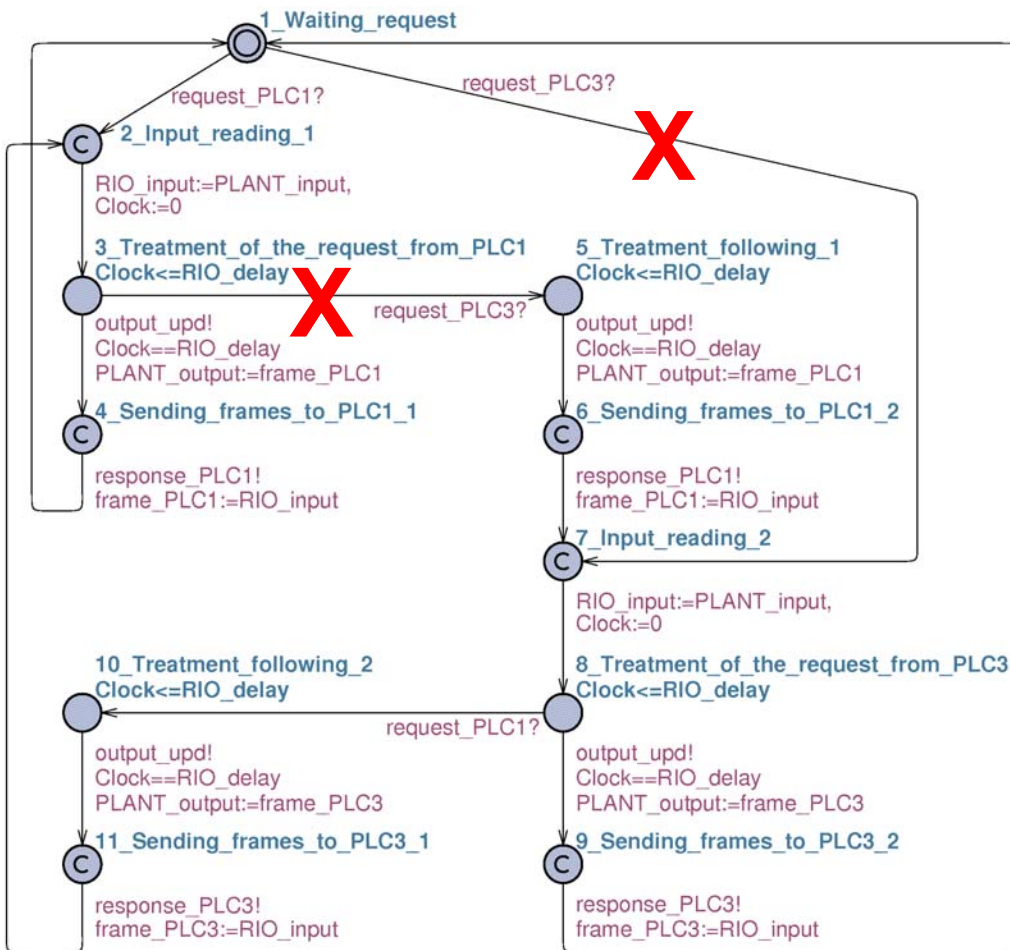 1_Waiting_request
request_PLC1?
request_PLC3?
X
2_Input_reading_1
C
RIO_input:=PLANT_input,
Clock:=0
3_Treatment_of_the_request_from_PLC1
Clock<=RIO_delay
X
request_PLC3?
5_Treatment_following_1
Clock<=RIO_delay
output_upd!
Clock==RIO_delay
PLANT_output:=frame_PLC1
output_upd!
Clock==RIO_delay
PLANT_output:=frame_PLC1
4_Sending_frames_to_PLC1_1
C
response_PLC1!
frame_PLC1:=RIO_input
6_Sending_frames_to_PLC1_2
C
response_PLC1!
frame_PLC1:=RIO_input
7_Input_reading_2
C
RIO_input:=PLANT_input,
Clock:=0
10_Treatment_following_2
Clock<=RIO_delay
8_Treatment_of_the_request_from_PLC3
Clock<=RIO_delay
request_PLC1?
output_upd!
Clock==RIO_delay
PLANT_output:=frame_PLC3
output_upd!
Clock==RIO_delay
PLANT_output:=frame_PLC3
11_Sending_frames_to_PLC3_1
C
response_PLC3!
frame_PLC3:=RIO_input
9_Sending_frames_to_PLC3_2
C
response_PLC3!
frame_PLC3:=RIO_input